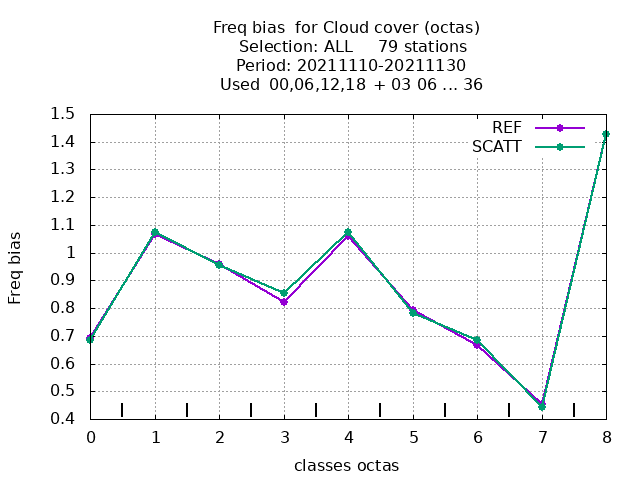 Freq bias  for Cloud cover (octas)
Selection: ALL     79 stations
Period: 20211110-20211130
Used  00,06,12,18  + 03 06 ... 36
1.5
1.4
1.3
1.2
1.1
1
0.9
0.8
0.7
0.6
0.5
0.4
Freq bias
REF
SCATT
0 1 2 3 4 5 6 7 8
classes octas